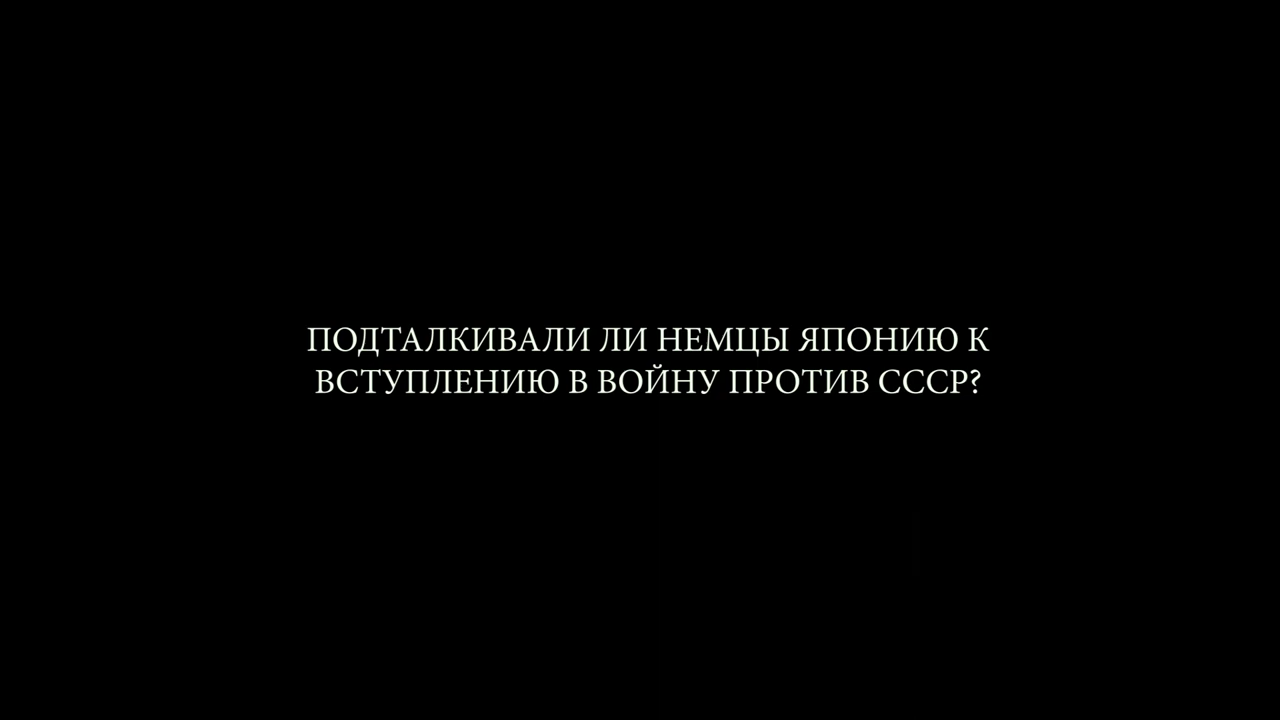 ПОДТАЛКИВАЛИ ЛИ НЕМЦЫ ЯПОНИЮ К
ВСТУПЛЕНИЮ В ВОЙНУ ПРОТИВ СССР?